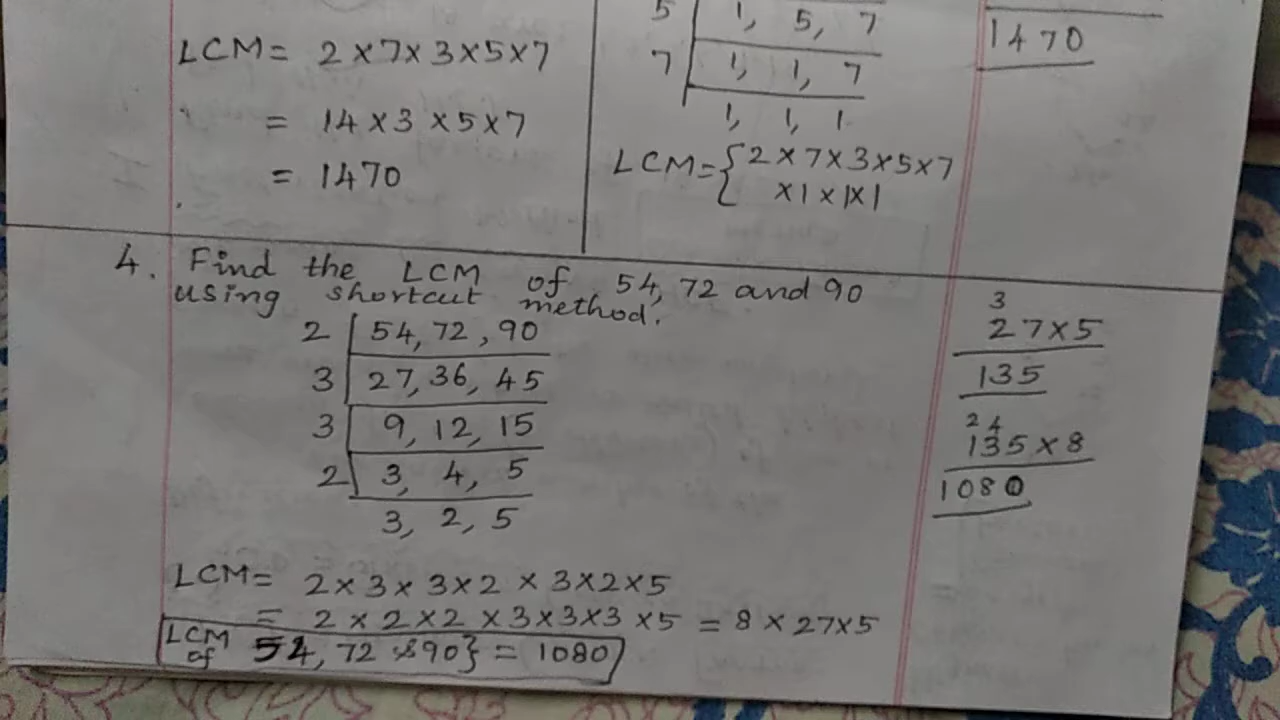 LCM = 2×7×3×5×7
= 14×3×5×7
= 1470
5 | 1, 5, 7
7 | 1, 1, 7
1, 1, 1
LCM = { 2×7×3×5×7
×1×1×1
1470
4. Find the LCM of 54, 72 and 90
using shortcut method.
2 | 54, 72, 90
3 | 27, 36, 45
3 | 9, 12, 15
2 | 3, 4, 5
3, 2, 5
LCM = 2×3×3×2×3×2×5
= 2×2×2×3×3×3×5 = 8×27×5
LCM
of 54, 72 & 90} = 1080
3
27×5
135
24
135×8
1080